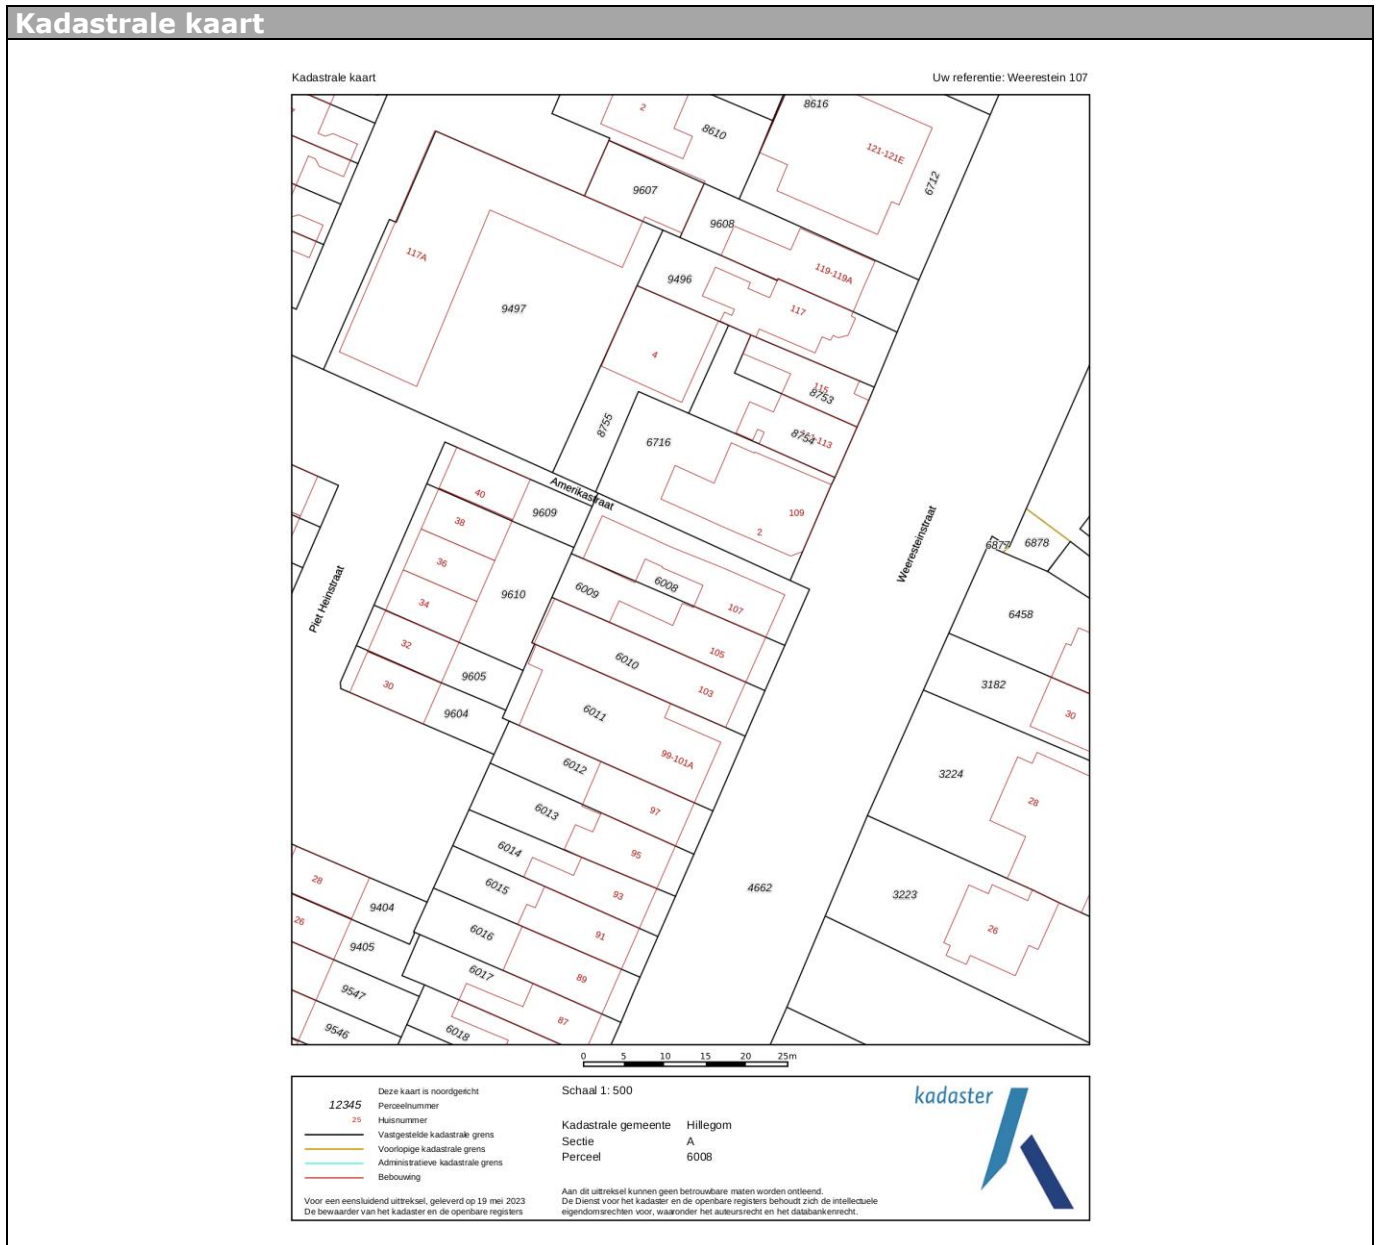 Kadastrale kaart
Kadastrale kaart
Uw referentie: Weerestein 107
2
8610
8616
121-121E
6712
9607
9608
117A
9497
9496
119-119A
117
4
115
8753
8754
-113
8755
6716
109
2
Amerikastraat
40
9609
38
36
34
32
30
9610
9605
9604
Piet Heinstraat
6008
6009
107
105
6010
103
6011
99-101A
6012
97
6013
95
6014
93
6015
91
6016
89
6017
87
6018
Weeresteinstraat
4662
6877
6878
6458
3182
30
3224
28
3223
26
28
9404
26
9405
9547
9546
0 5 10 15 20 25m
Deze kaart is noordgericht
12345 Perceelnummer
25 Huisnummer
Vastgestelde kadastrale grens
Voorlopige kadastrale grens
Administratieve kadastrale grens
Bebouwing
Voor een eensluidend uittreksel, geleverd op 19 mei 2023
De bewaarder van het kadaster en de openbare registers
Schaal 1: 500
Kadastrale gemeente Hillegom
Sectie A
Perceel 6008
Aan dit uittreksel kunnen geen betrouwbare maten worden ontleend.
De Dienst voor het kadaster en de openbare registers behoudt zich de intellectuele
eigendomsrechten voor, waaronder het auteursrecht en het databankenrecht.
kadaster